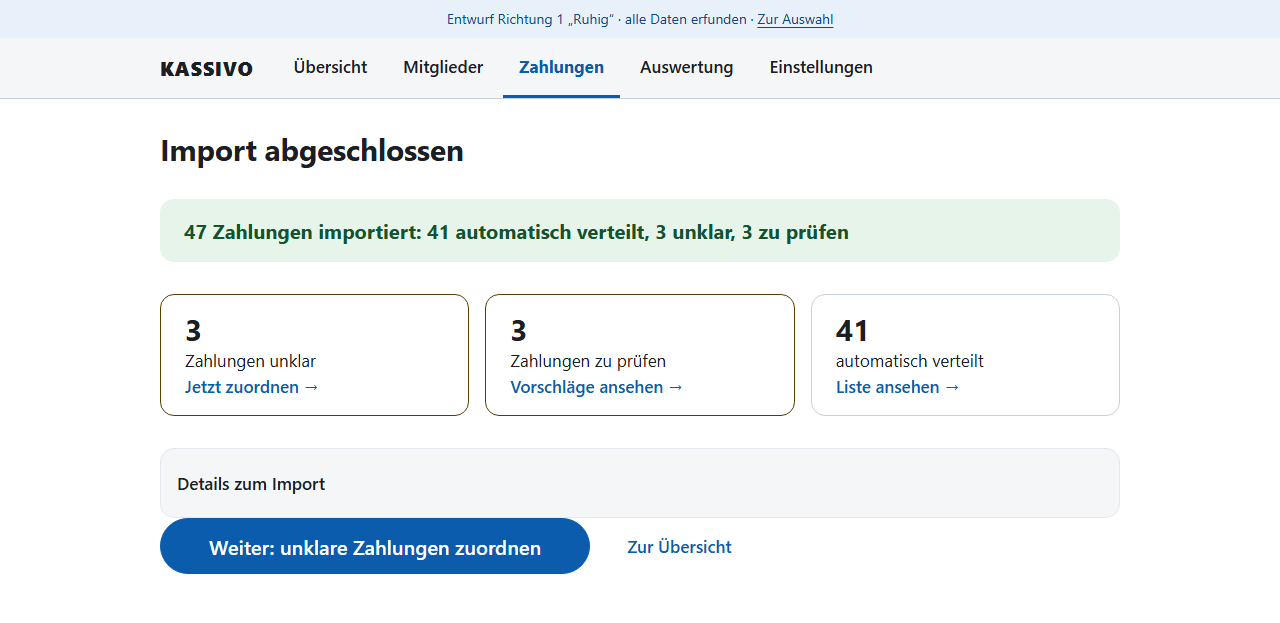 Entwurf Richtung 1 „Ruhig“ · alle Daten erfunden · Zur Auswahl
KASSIVO Übersicht Mitglieder Zahlungen Auswertung Einstellungen
Import abgeschlossen
47 Zahlungen importiert: 41 automatisch verteilt, 3 unklar, 3 zu prüfen
3
Zahlungen unklar
Jetzt zuordnen →
3
Zahlungen zu prüfen
Vorschläge ansehen →
41
automatisch verteilt
Liste ansehen →
Details zum Import
Weiter: unklare Zahlungen zuordnen Zur Übersicht